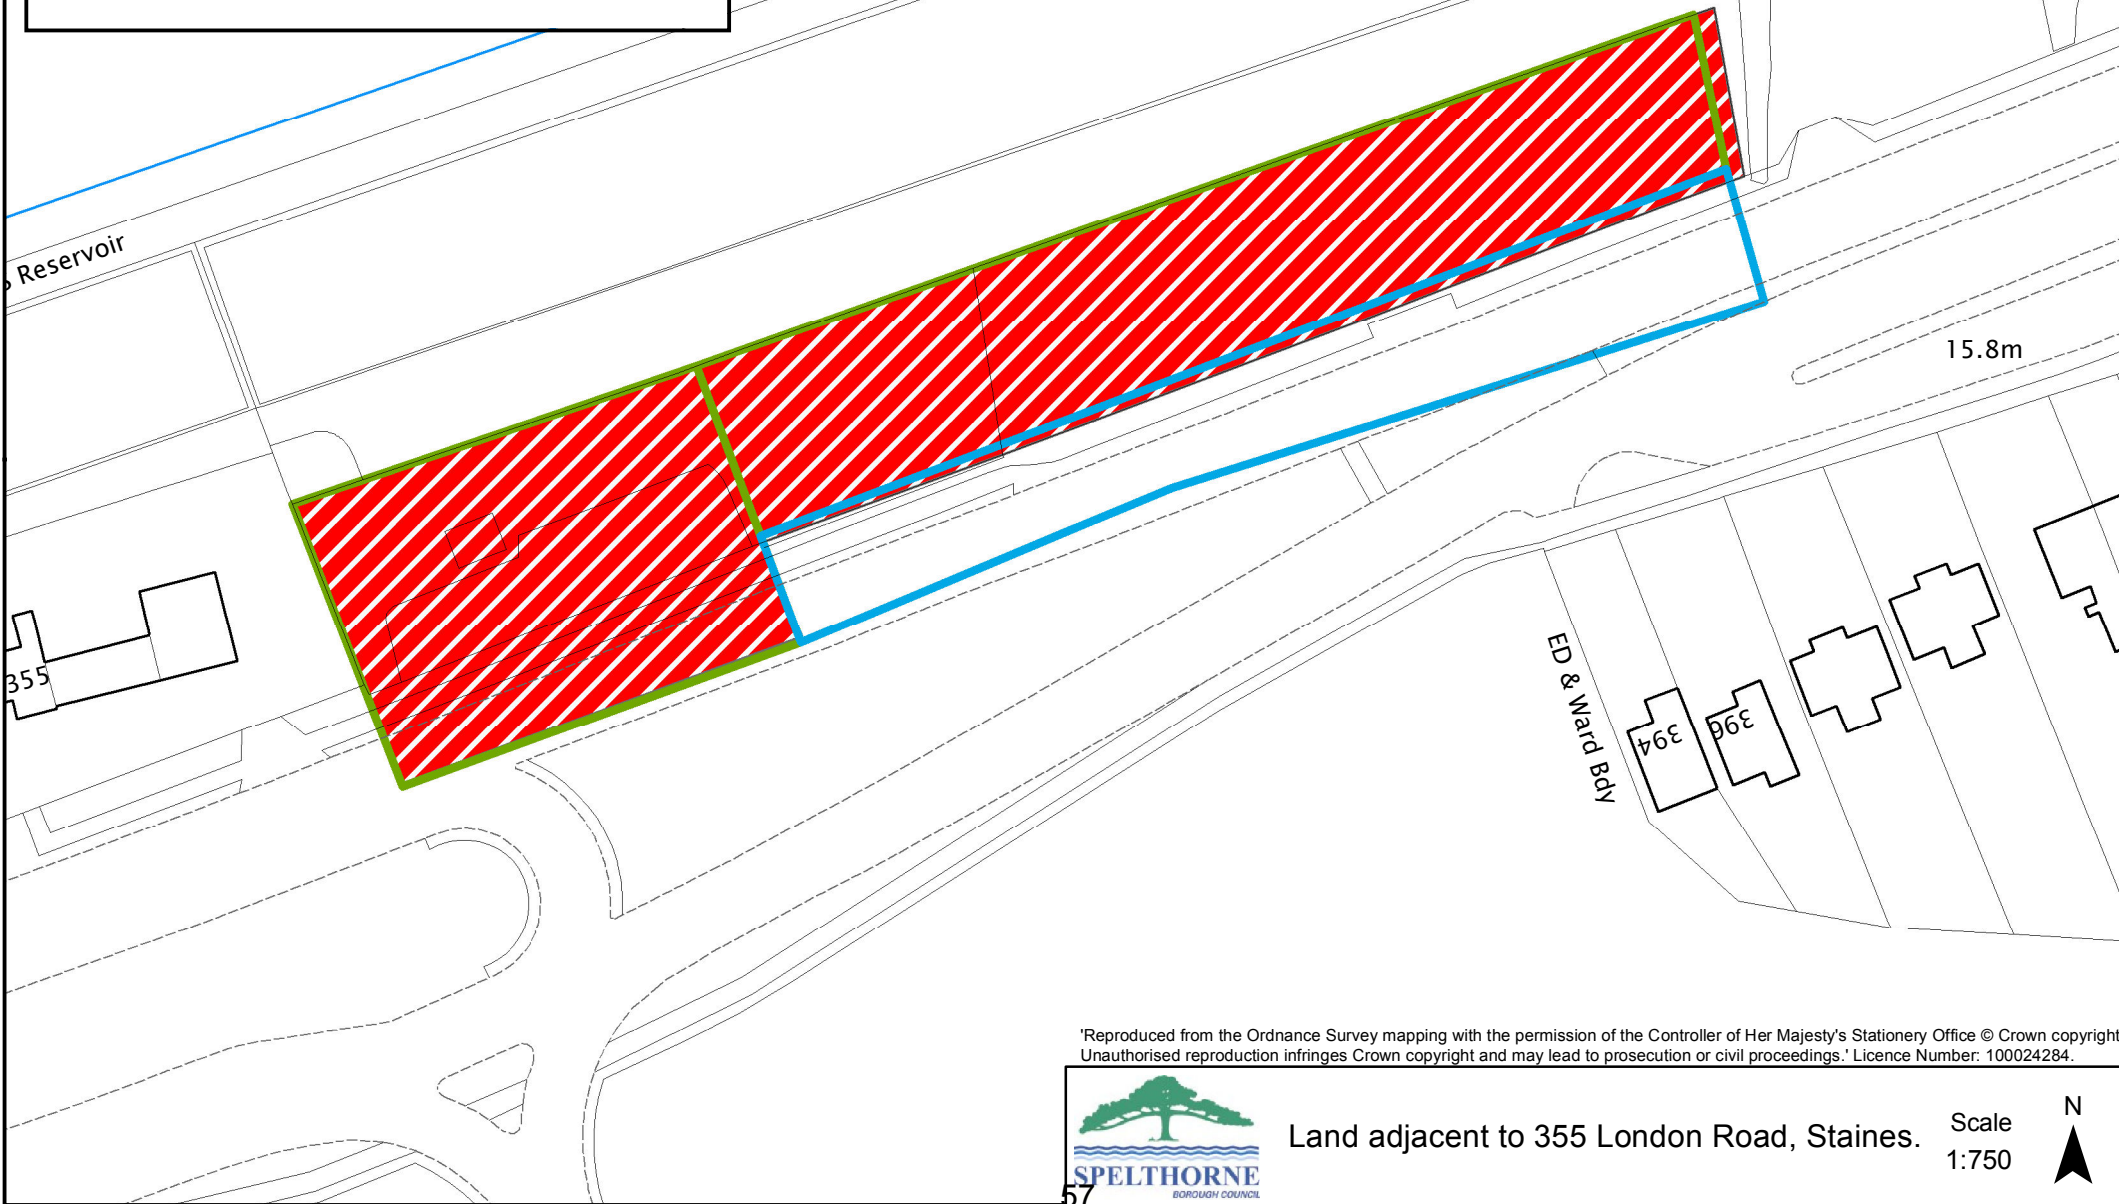 Reservoir
15.8m
355
ED & Ward Bdy
394
396
'Reproduced from the Ordnance Survey mapping with the permission of the Controller of Her Majesty's Stationery Office © Crown copyright
Unauthorised reproduction infringes Crown copyright and may lead to prosecution or civil proceedings.' Licence Number: 100024284.
SPELTHORNE
BOROUGH COUNCIL
Land adjacent to 355 London Road, Staines.
Scale
1:750
N
57